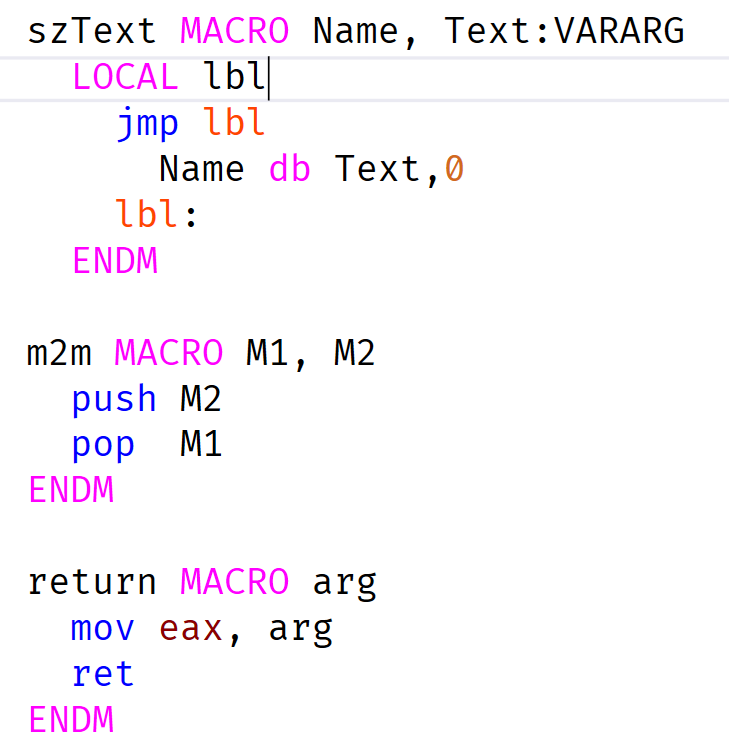 szText MACRO Name, Text:VARARG
  LOCAL lbl
    jmp lbl
      Name db Text,0
    lbl:
  ENDM

m2m MACRO M1, M2
  push M2
  pop  M1
ENDM

return MACRO arg
  mov eax, arg
  ret
ENDM